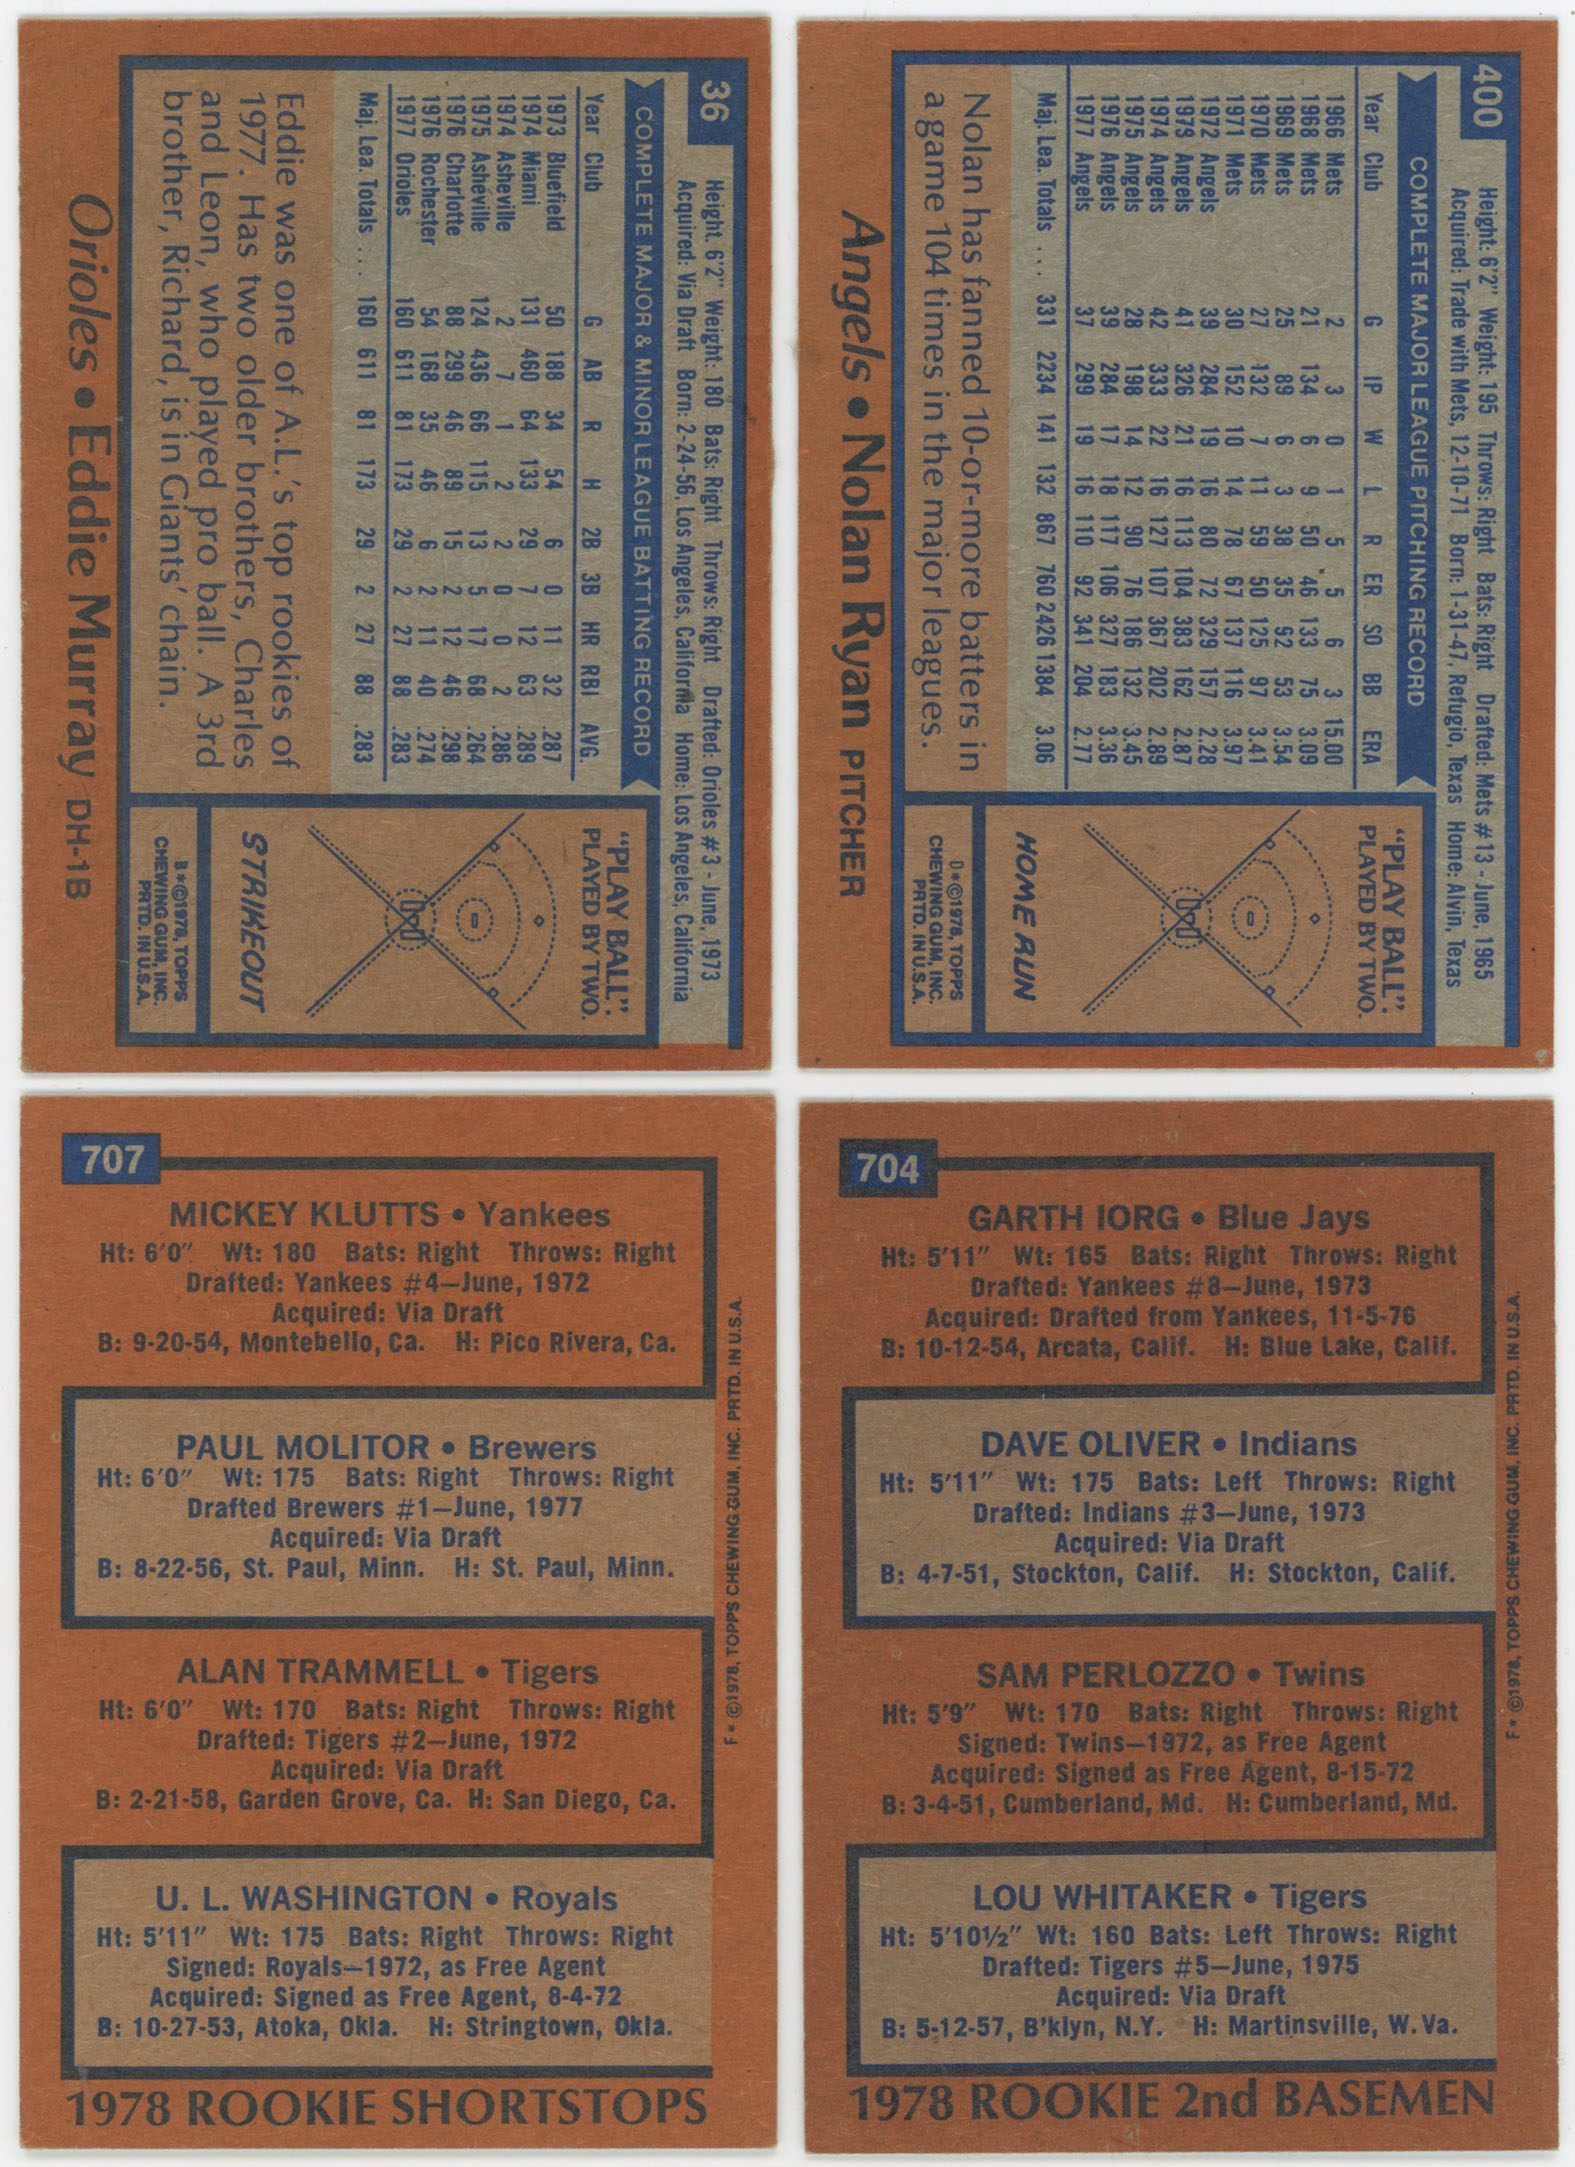 36
Height: 6'2" Weight: 180 Bats: Right Throws: Right Drafted: Orioles #3 - June, 1973
Acquired: Via Draft Born: 2-24-56, Los Angeles, California Home: Los Angeles, California
COMPLETE MAJOR & MINOR LEAGUE BATTING RECORD
Year Club G AB R H 2B 3B HR RBI AVG.
1973 Bluefield 50 188 34 54 6 0 11 32 .287
1974 Miami 131 460 64 133 29 7 12 63 .289
1974 Asheville 2 7 1 2 2 0 0 2 .286
1975 Asheville 124 436 66 115 13 5 17 68 .264
1976 Charlotte 88 299 46 89 15 2 12 46 .298
1976 Rochester 54 168 35 46 6 2 11 40 .274
1977 Orioles 160 611 81 173 29 2 27 88 .283
Maj. Lea. Totals ... 160 611 81 173 29 2 27 88 .283
Eddie was one of A.L.'s top rookies of
1977. Has two older brothers, Charles
and Leon, who played pro ball. A 3rd
brother, Richard, is in Giants' chain.
"PLAY BALL".
PLAYED BY TWO.
STRIKEOUT
B*©1978, TOPPS
CHEWING GUM, INC.
PRTD. IN U.S.A.
Orioles • Eddie Murray DH-1B
400
Height: 6'2" Weight: 195 Throws: Right Bats: Right Drafted: Mets #13 - June, 1965
Acquired: Trade with Mets, 12-10-71 Born: 1-31-47, Refugio, Texas Home: Alvin, Texas
COMPLETE MAJOR LEAGUE PITCHING RECORD
Year Club G IP W L R ER SO BB ERA
1966 Mets 2 3 0 1 5 5 6 3 15.00
1968 Mets 21 134 6 9 50 46 133 75 3.09
1969 Mets 25 89 6 3 38 35 92 53 3.54
1970 Mets 27 132 7 11 59 50 125 97 3.41
1971 Mets 30 152 10 14 78 67 137 116 3.97
1972 Angels 39 284 19 16 80 72 329 157 2.28
1973 Angels 41 326 21 16 113 104 383 162 2.87
1974 Angels 42 333 22 16 127 107 367 202 2.89
1975 Angels 28 198 14 12 90 76 186 132 3.45
1976 Angels 39 284 17 18 117 106 327 183 3.36
1977 Angels 37 299 19 16 110 92 341 204 2.77
Maj. Lea. Totals ... 331 2234 141 132 867 760 2426 1384 3.06
Nolan has fanned 10-or-more batters in
a game 104 times in the major leagues.
"PLAY BALL".
PLAYED BY TWO.
HOME RUN
D*©1978, TOPPS
CHEWING GUM, INC.
PRTD. IN U.S.A.
Angels • Nolan Ryan PITCHER
707
MICKEY KLUTTS • Yankees
Ht: 6'0" Wt: 180 Bats: Right Throws: Right
Drafted: Yankees #4—June, 1972
Acquired: Via Draft
B: 9-20-54, Montebello, Ca. H: Pico Rivera, Ca.
PAUL MOLITOR • Brewers
Ht: 6'0" Wt: 175 Bats: Right Throws: Right
Drafted Brewers #1—June, 1977
Acquired: Via Draft
B: 8-22-56, St. Paul, Minn. H: St. Paul, Minn.
ALAN TRAMMELL • Tigers
Ht: 6'0" Wt: 170 Bats: Right Throws: Right
Drafted: Tigers #2—June, 1972
Acquired: Via Draft
B: 2-21-58, Garden Grove, Ca. H: San Diego, Ca.
U. L. WASHINGTON • Royals
Ht: 5'11" Wt: 175 Bats: Right Throws: Right
Signed: Royals—1972, as Free Agent
Acquired: Signed as Free Agent, 8-4-72
B: 10-27-53, Atoka, Okla. H: Stringtown, Okla.
1978 ROOKIE SHORTSTOPS
F*©1978, TOPPS CHEWING GUM, INC. PRTD. IN U.S.A.
704
GARTH IORG • Blue Jays
Ht: 5'11" Wt: 165 Bats: Right Throws: Right
Drafted: Yankees #8—June, 1973
Acquired: Drafted from Yankees, 11-5-76
B: 10-12-54, Arcata, Calif. H: Blue Lake, Calif.
DAVE OLIVER • Indians
Ht: 5'11" Wt: 175 Bats: Left Throws: Right
Drafted: Indians #3—June, 1973
Acquired: Via Draft
B: 4-7-51, Stockton, Calif. H: Stockton, Calif.
SAM PERLOZZO • Twins
Ht: 5'9" Wt: 170 Bats: Right Throws: Right
Signed: Twins—1972, as Free Agent
Acquired: Signed as Free Agent, 8-15-72
B: 3-4-51, Cumberland, Md. H: Cumberland, Md.
LOU WHITAKER • Tigers
Ht: 5'10½" Wt: 160 Bats: Left Throws: Right
Drafted: Tigers #5—June, 1975
Acquired: Via Draft
B: 5-12-57, B'klyn, N.Y. H: Martinsville, W. Va.
1978 ROOKIE 2nd BASEMEN
F*©1978, TOPPS CHEWING GUM, INC. PRTD. IN U.S.A.